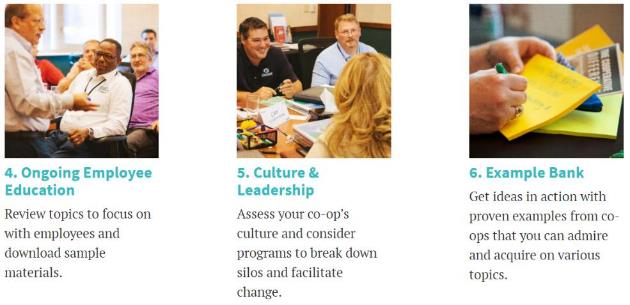 4. Ongoing Employee
Education
Review topics to focus on
with employees and
download sample
materials.
5. Culture &
Leadership
Assess your co-op's
culture and consider
programs to break down
silos and facilitate
change.
6. Example Bank
Get ideas in action with
proven examples from co-
ops that you can admire
and acquire on various
topics.